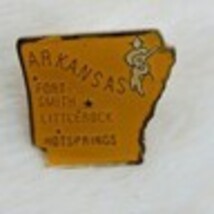 ARKANSAS
FORT
SMITH
LITTLEROCK
HOTSPRINGS